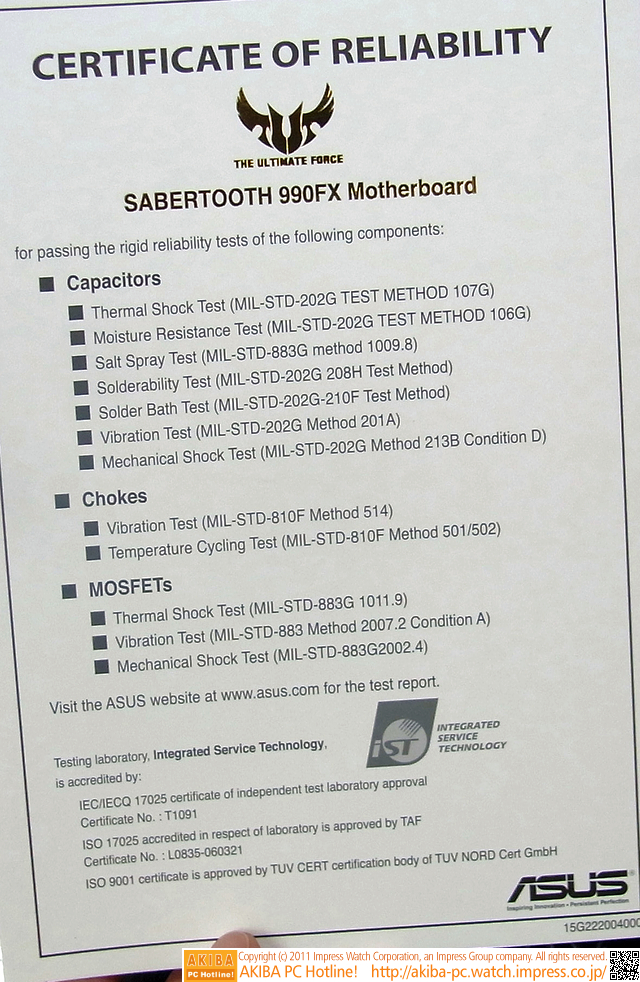 CERTIFICATE OF RELIABILITY
THE ULTIMATE FORCE
SABERTOOTH 990FX Motherboard
for passing the rigid reliability tests of the following components:
Capacitors
Thermal Shock Test (MIL-STD-202G TEST METHOD 107G)
Moisture Resistance Test (MIL-STD-202G TEST METHOD 106G)
Salt Spray Test (MIL-STD-883G method 1009.8)
Solderability Test (MIL-STD-202G 208H Test Method)
Solder Bath Test (MIL-STD-202G-210F Test Method)
Vibration Test (MIL-STD-202G Method 201A)
Mechanical Shock Test (MIL-STD-202G Method 213B Condition D)
Chokes
Vibration Test (MIL-STD-810F Method 514)
Temperature Cycling Test (MIL-STD-810F Method 501/502)
MOSFETs
Thermal Shock Test (MIL-STD-883G 1011.9)
Vibration Test (MIL-STD-883 Method 2007.2 Condition A)
Mechanical Shock Test (MIL-STD-883G2002.4)
Visit the ASUS website at www.asus.com for the test report.
iST INTEGRATED
SERVICE
TECHNOLOGY
Testing laboratory, Integrated Service Technology,
is accredited by:
IEC/IECQ 17025 certificate of independent test laboratory approval
Certificate No. : T1091
ISO 17025 accredited in respect of laboratory is approved by TAF
Certificate No. : L0835-060321
ISO 9001 certificate is approved by TUV CERT certification body of TUV NORD Cert GmbH
ASUS®
Inspiring Innovation • Persistent Perfection
15G222004000
AKIBA
PC Hotline!
Copyright (c) 2011 Impress Watch Corporation, an Impress Group company. All rights reserved.
AKIBA PC Hotline! http://akiba-pc.watch.impress.co.jp/